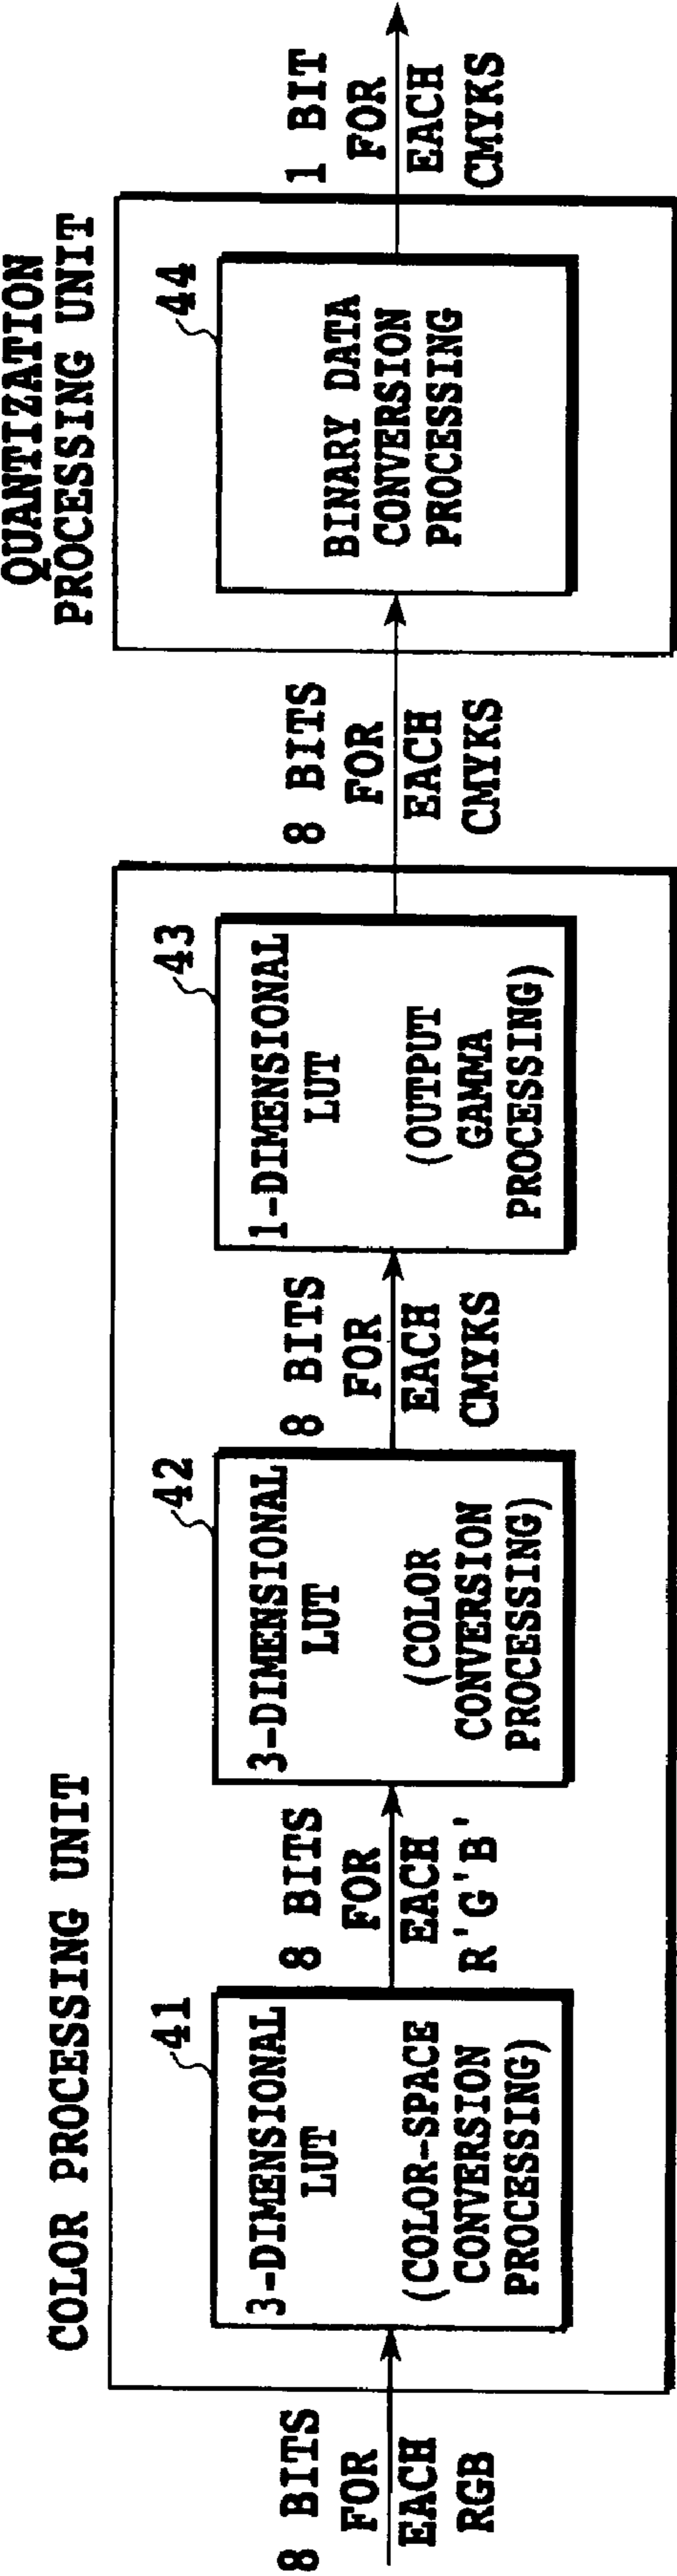 COLOR PROCESSING UNIT
8 BITS
FOR
EACH
RGB
41
3-DIMENSIONAL
LUT
(COLOR-SPACE
CONVERSION
PROCESSING)
8 BITS
FOR
EACH
R'G'B'
42
3-DIMENSIONAL
LUT
(COLOR
CONVERSION
PROCESSING)
8 BITS
FOR
EACH
CMYKS
43
1-DIMENSIONAL
LUT
(OUTPUT
GAMMA
PROCESSING)
8 BITS
FOR
EACH
CMYKS
QUANTIZATION
PROCESSING UNIT
44
BINARY DATA
CONVERSION
PROCESSING
1 BIT
FOR
EACH
CMYKS